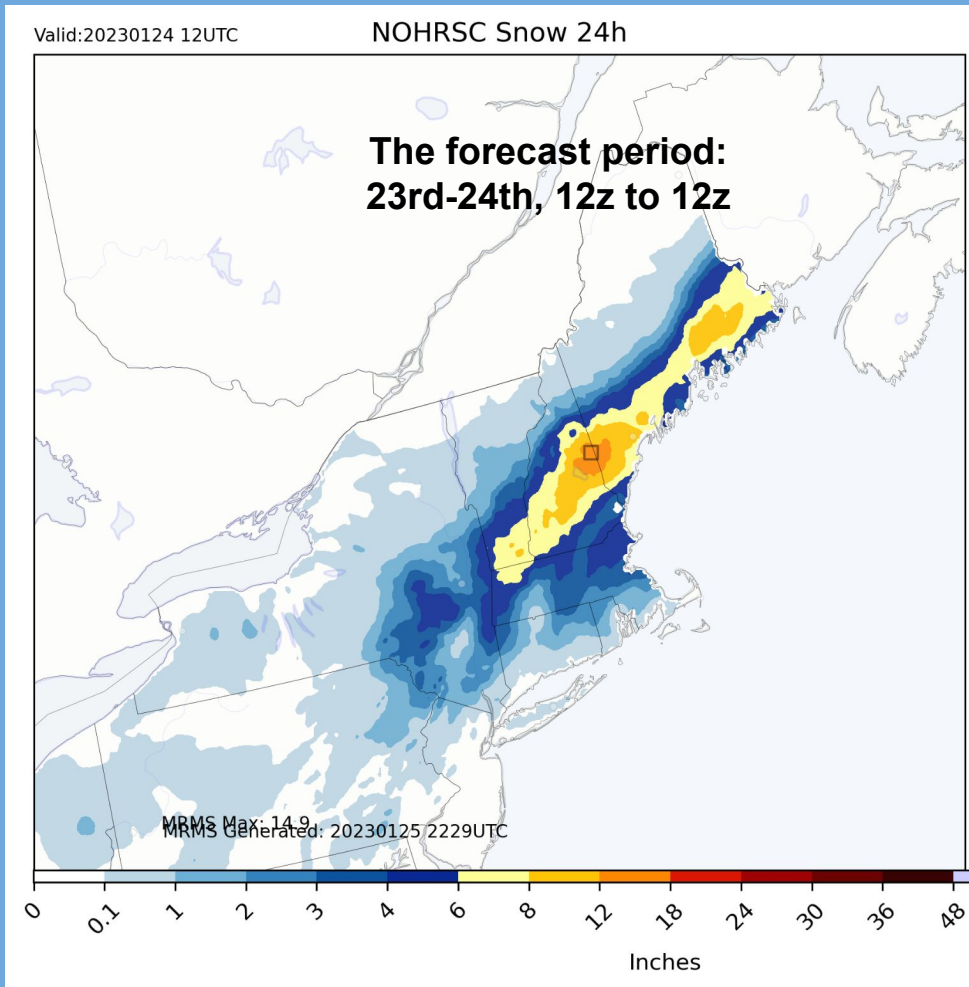 Valid:20230124 12UTC
NOHRSC Snow 24h
The forecast period:
23rd-24th, 12z to 12z
MRMS Max: 14.9
MRMS Generated: 20230125 2229UTC
0 0.1 1 2 3 4 6 8 12 18 24 30 36 48
Inches